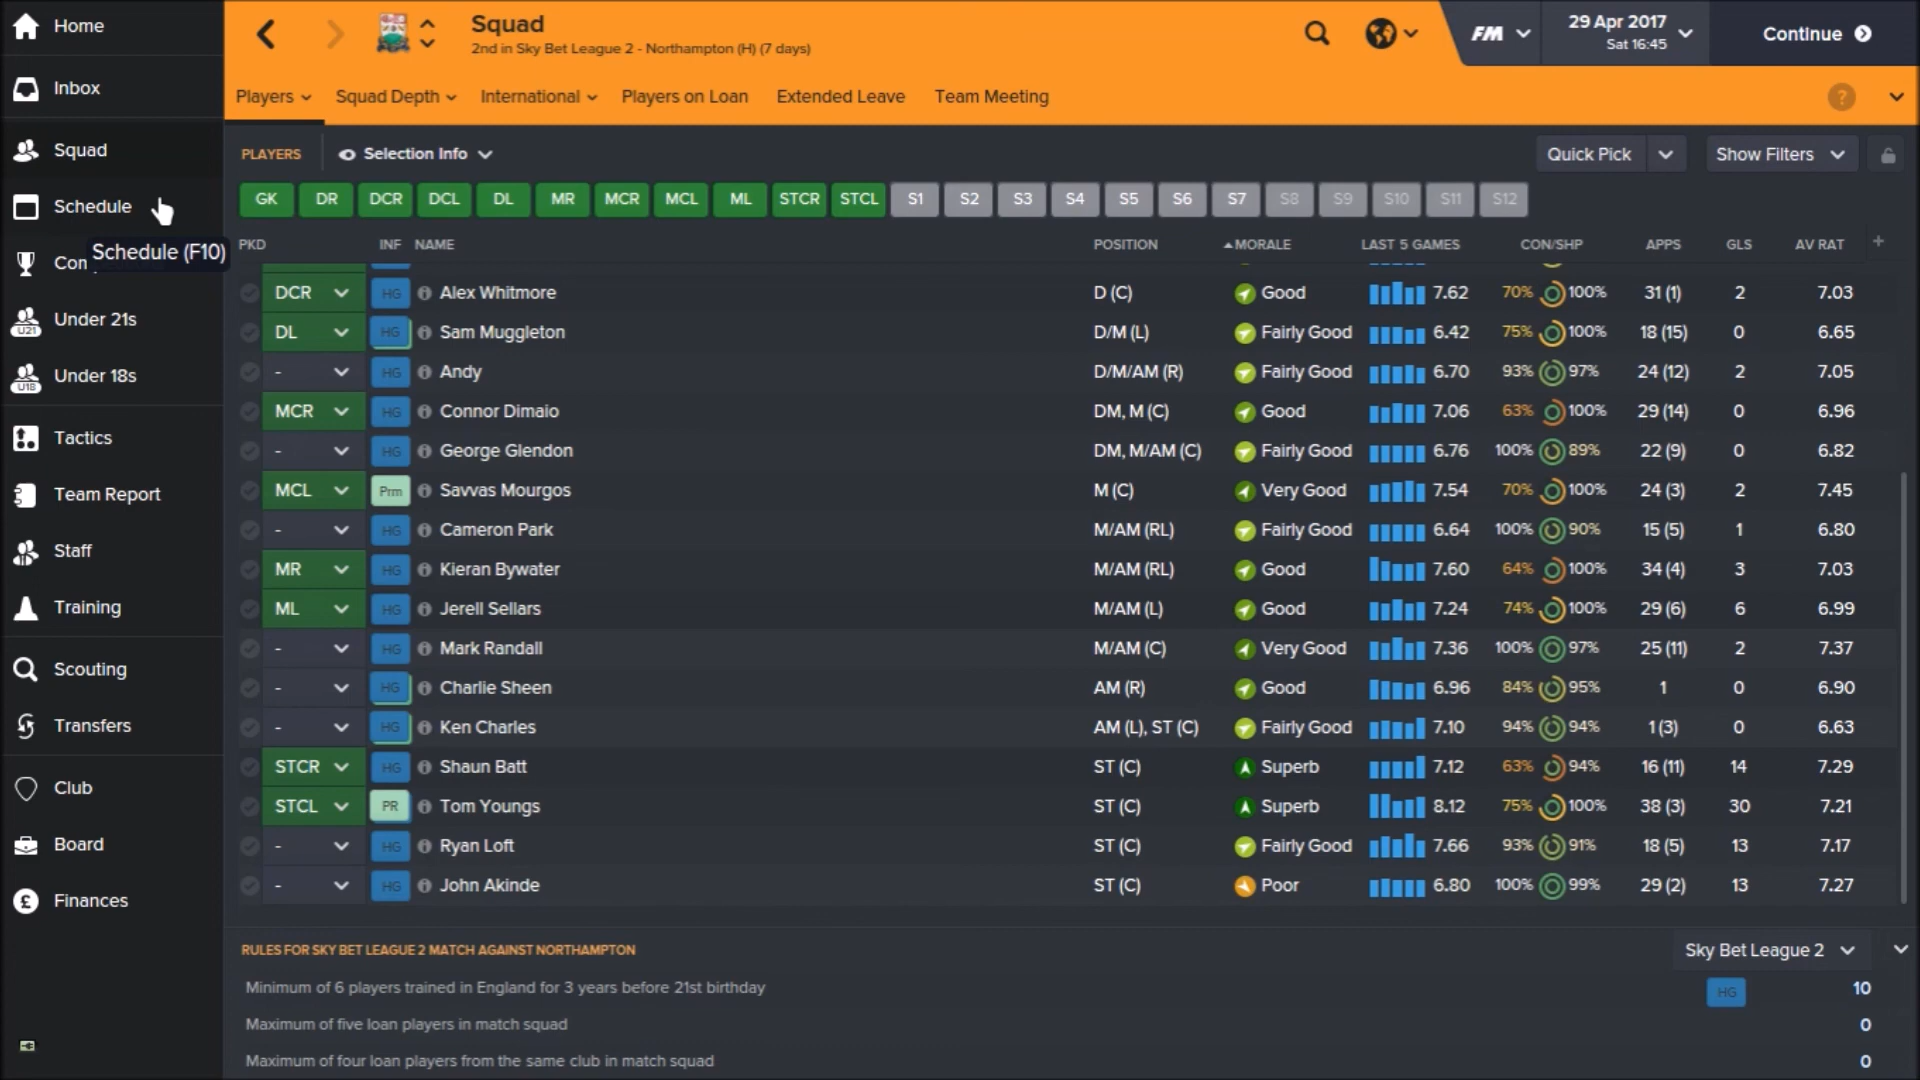 Home
Inbox
Squad
Schedule
Schedule (F10)
Com
Under 21s
Under 18s
Tactics
Team Report
Staff
Training
Scouting
Transfers
Club
Board
Finances
Squad
2nd in Sky Bet League 2 - Northampton (H) (7 days)
FM
29 Apr 2017
Sat 16:45
Continue
Players Squad Depth International Players on Loan Extended Leave Team Meeting ?
PLAYERS Selection Info Quick Pick Show Filters
GK DR DCR DCL DL MR MCR MCL ML STCR STCL S1 S2 S3 S4 S5 S6 S7 S8 S9 S10 S11 S12
PKD INF NAME POSITION MORALE LAST 5 GAMES CON/SHP APPS GLS AV RAT +
DCR HG Alex Whitmore D (C) Good 7.62 70% 100% 31 (1) 2 7.03
DL HG Sam Muggleton D/M (L) Fairly Good 6.42 75% 100% 18 (15) 0 6.65
- HG Andy D/M/AM (R) Fairly Good 6.70 93% 97% 24 (12) 2 7.05
MCR HG Connor Dimaio DM, M (C) Good 7.06 63% 100% 29 (14) 0 6.96
- HG George Glendon DM, M/AM (C) Fairly Good 6.76 100% 89% 22 (9) 0 6.82
MCL Prm Savvas Mourgos M (C) Very Good 7.54 70% 100% 24 (3) 2 7.45
- HG Cameron Park M/AM (RL) Fairly Good 6.64 100% 90% 15 (5) 1 6.80
MR HG Kieran Bywater M/AM (RL) Good 7.60 64% 100% 34 (4) 3 7.03
ML HG Jerell Sellars M/AM (L) Good 7.24 74% 100% 29 (6) 6 6.99
- HG Mark Randall M/AM (C) Very Good 7.36 100% 97% 25 (11) 2 7.37
- HG Charlie Sheen AM (R) Good 6.96 84% 95% 1 0 6.90
- HG Ken Charles AM (L), ST (C) Fairly Good 7.10 94% 94% 1 (3) 0 6.63
STCR HG Shaun Batt ST (C) Superb 7.12 63% 94% 16 (11) 14 7.29
STCL PR Tom Youngs ST (C) Superb 8.12 75% 100% 38 (3) 30 7.21
- HG Ryan Loft ST (C) Fairly Good 7.66 93% 91% 18 (5) 13 7.17
- HG John Akinde ST (C) Poor 6.80 100% 99% 29 (2) 13 7.27
RULES FOR SKY BET LEAGUE 2 MATCH AGAINST NORTHAMPTON Sky Bet League 2
Minimum of 6 players trained in England for 3 years before 21st birthday HG 10
Maximum of five loan players in match squad 0
Maximum of four loan players from the same club in match squad 0